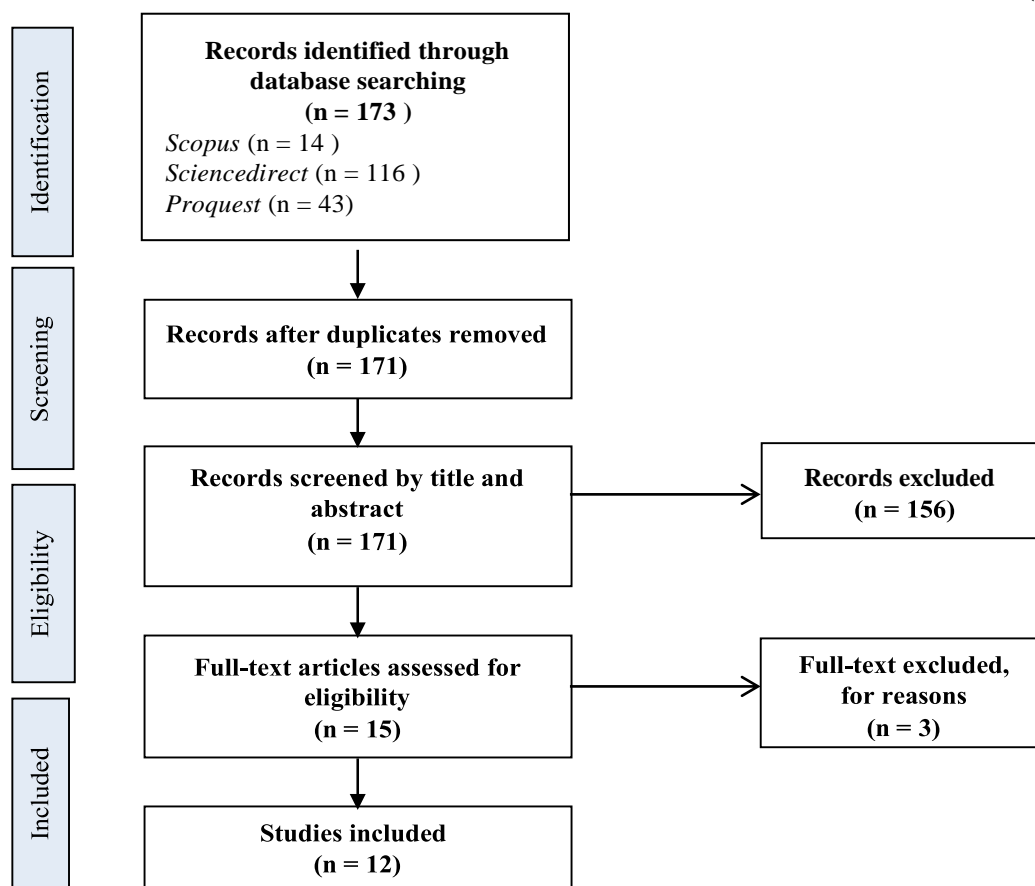 Identification
Records identified through
database searching
(n = 173 )
Scopus (n = 14 )
Sciencedirect (n = 116 )
Proquest (n = 43)
Screening
Records after duplicates removed
(n = 171)
Records screened by title and
abstract
(n = 171)
Records excluded
(n = 156)
Eligibility
Full-text articles assessed for
eligibility
(n = 15)
Full-text excluded,
for reasons
(n = 3)
Included
Studies included
(n = 12)